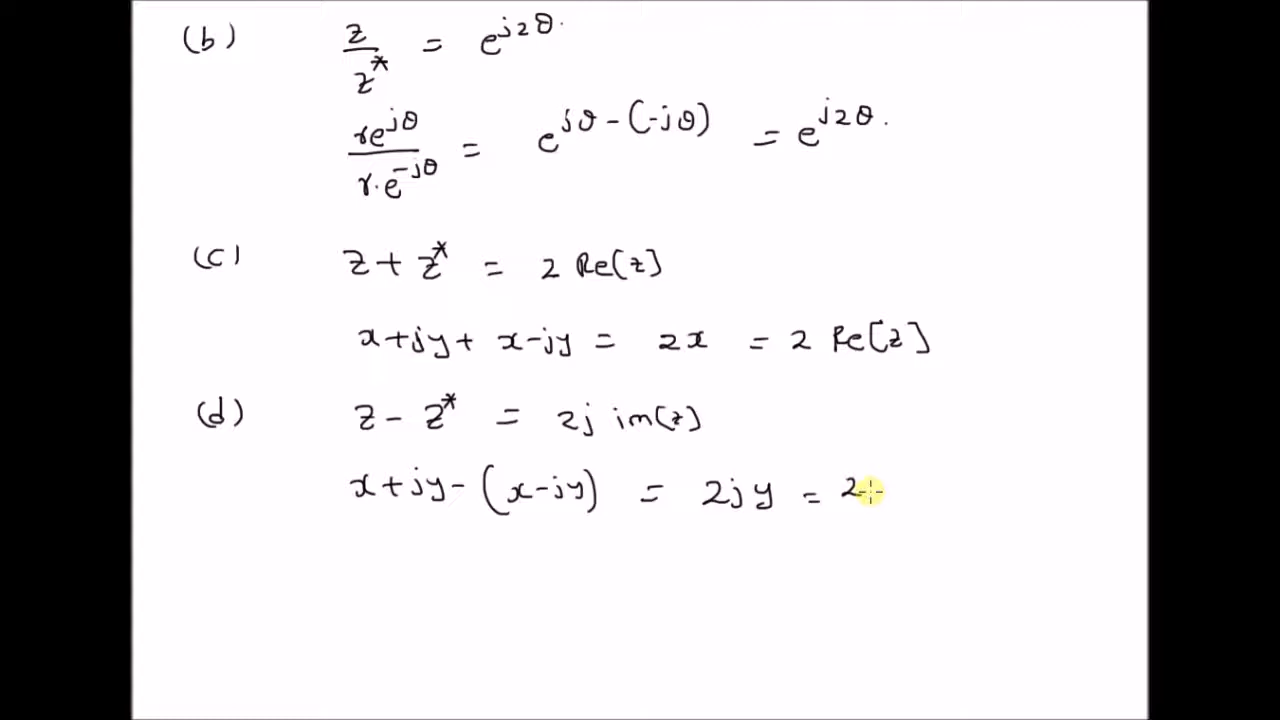 (b) z/z* = e^{j2θ}.
re^{jθ}/r.e^{-jθ} = e^{jθ-(-jθ)} = e^{j2θ}.
(c) z + z* = 2 Re[z]
x+jy + x-jy = 2x = 2 Re[z]
(d) z - z* = 2j im[z]
x+jy - (x-jy) = 2jy = 2